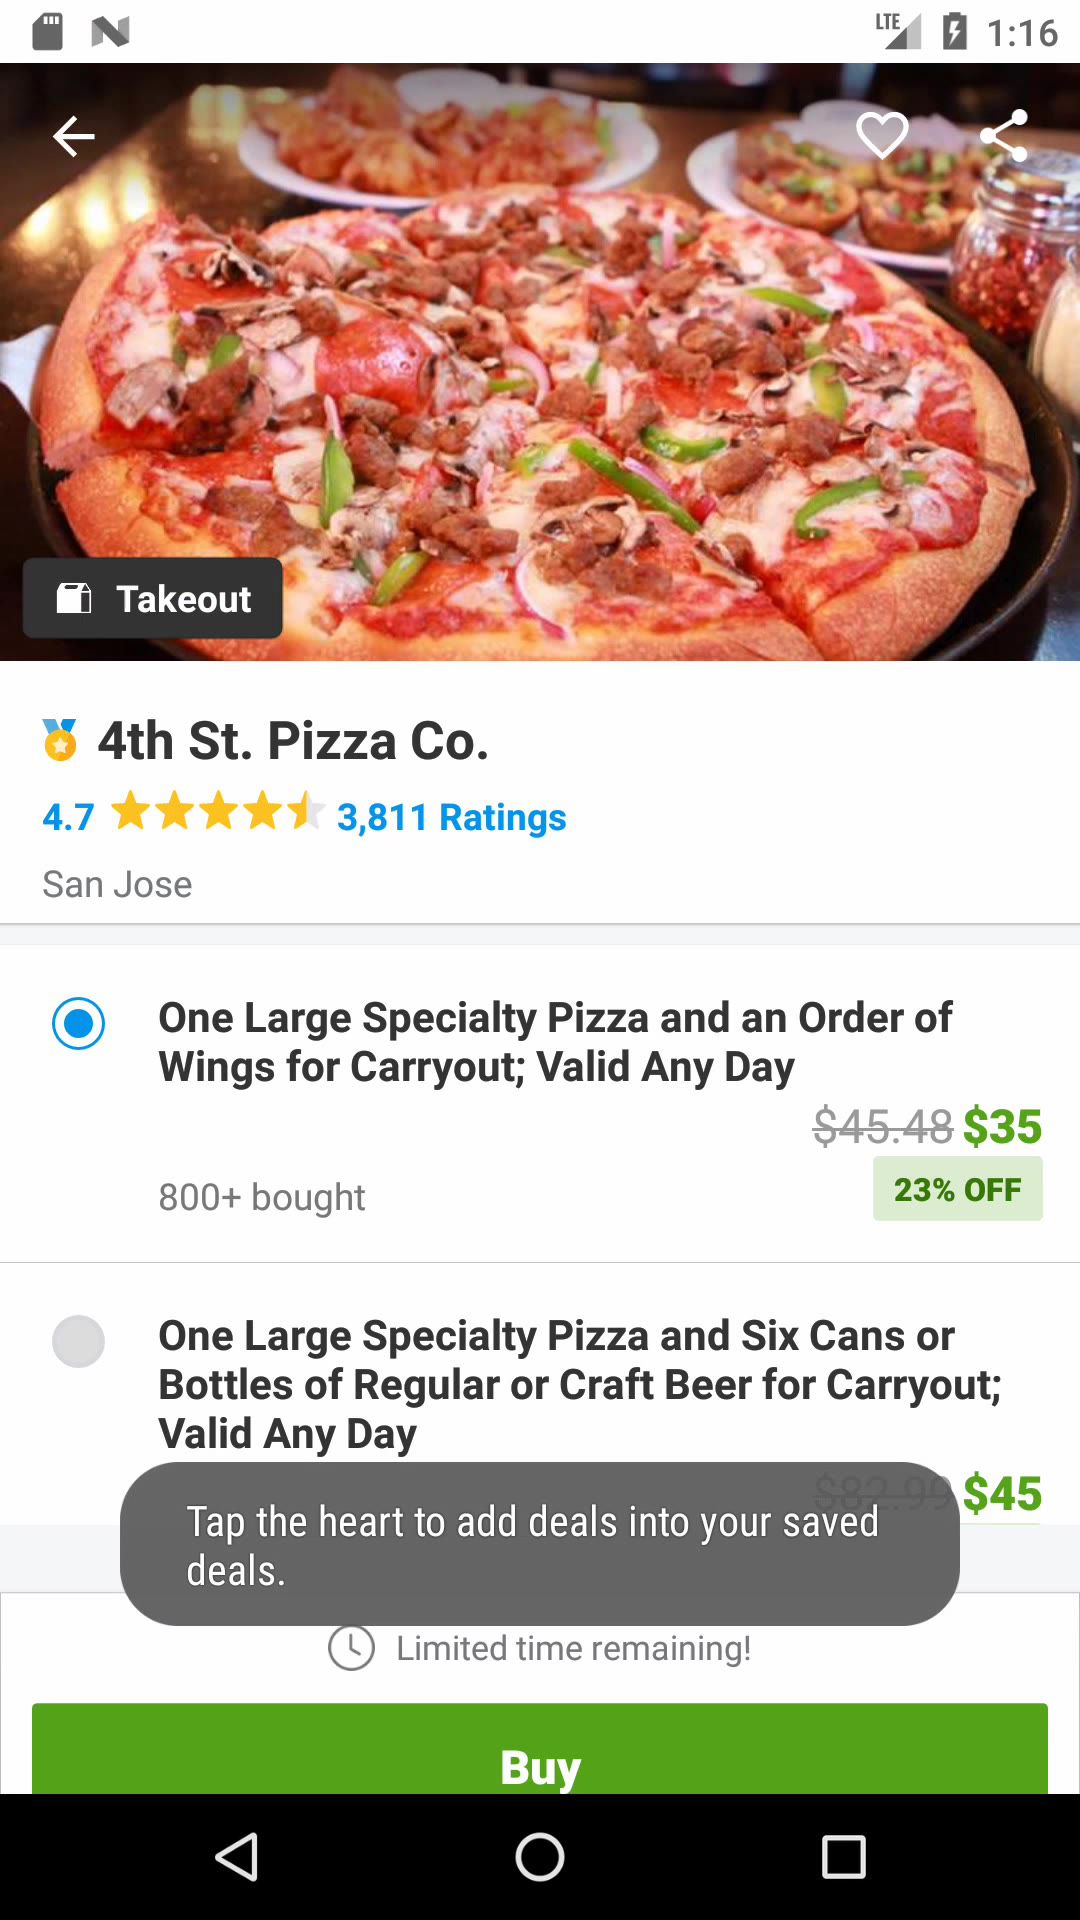 LTE 1:16
Takeout
4th St. Pizza Co.
4.7 3,811 Ratings
San Jose
One Large Specialty Pizza and an Order of
Wings for Carryout; Valid Any Day
$45.48 $35
800+ bought
23% OFF
One Large Specialty Pizza and Six Cans or
Bottles of Regular or Craft Beer for Carryout;
Valid Any Day
$82.99 $45
Tap the heart to add deals into your saved
deals.
Limited time remaining!
Buy